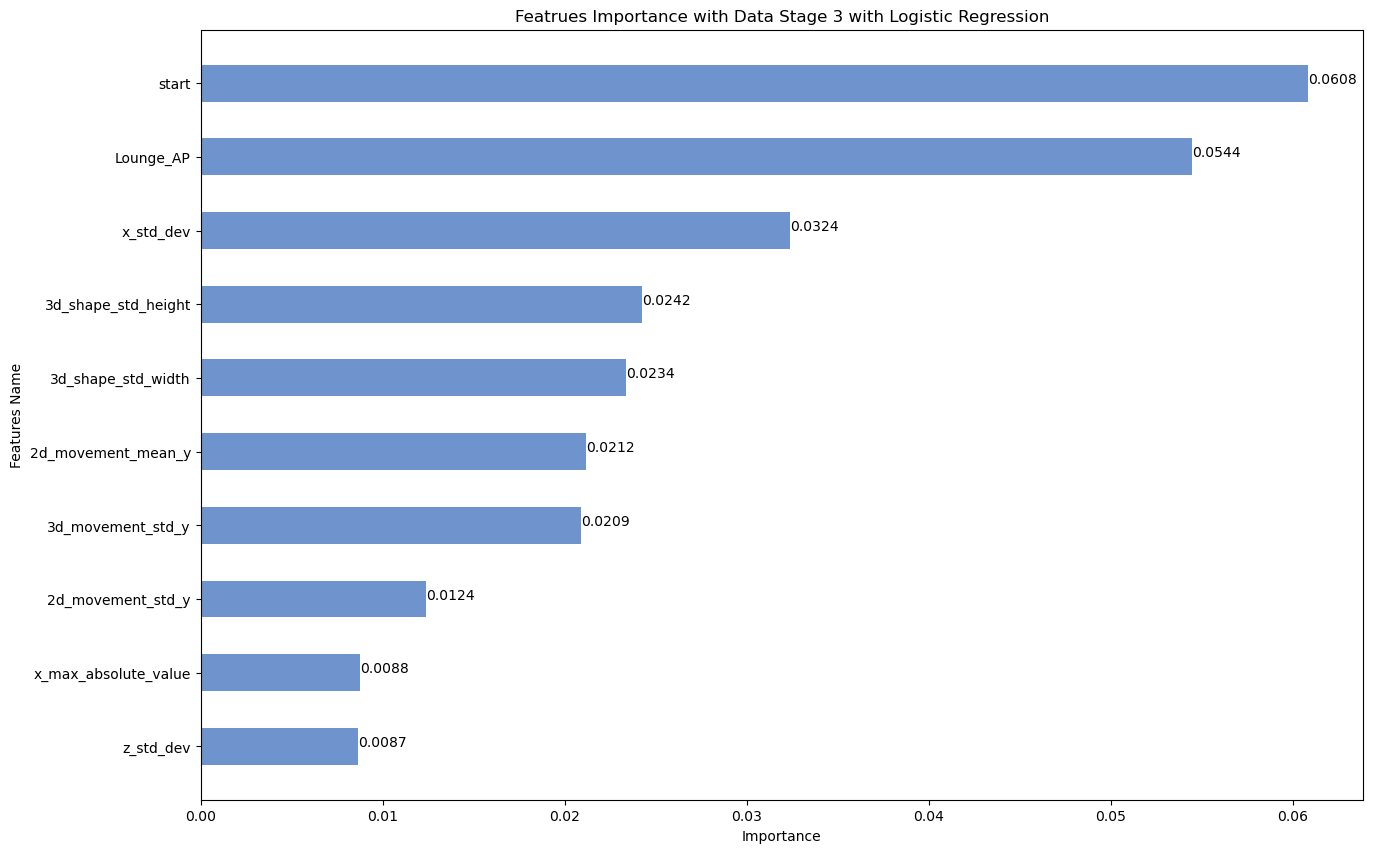 Featrues Importance with Data Stage 3 with Logistic Regression
start
0.0608
Lounge_AP
0.0544
x_std_dev
0.0324
3d_shape_std_height
0.0242
3d_shape_std_width
0.0234
2d_movement_mean_y
0.0212
3d_movement_std_y
0.0209
2d_movement_std_y
0.0124
x_max_absolute_value
0.0088
z_std_dev
0.0087
Features Name
0.00
0.01
0.02
0.03
0.04
0.05
0.06
Importance